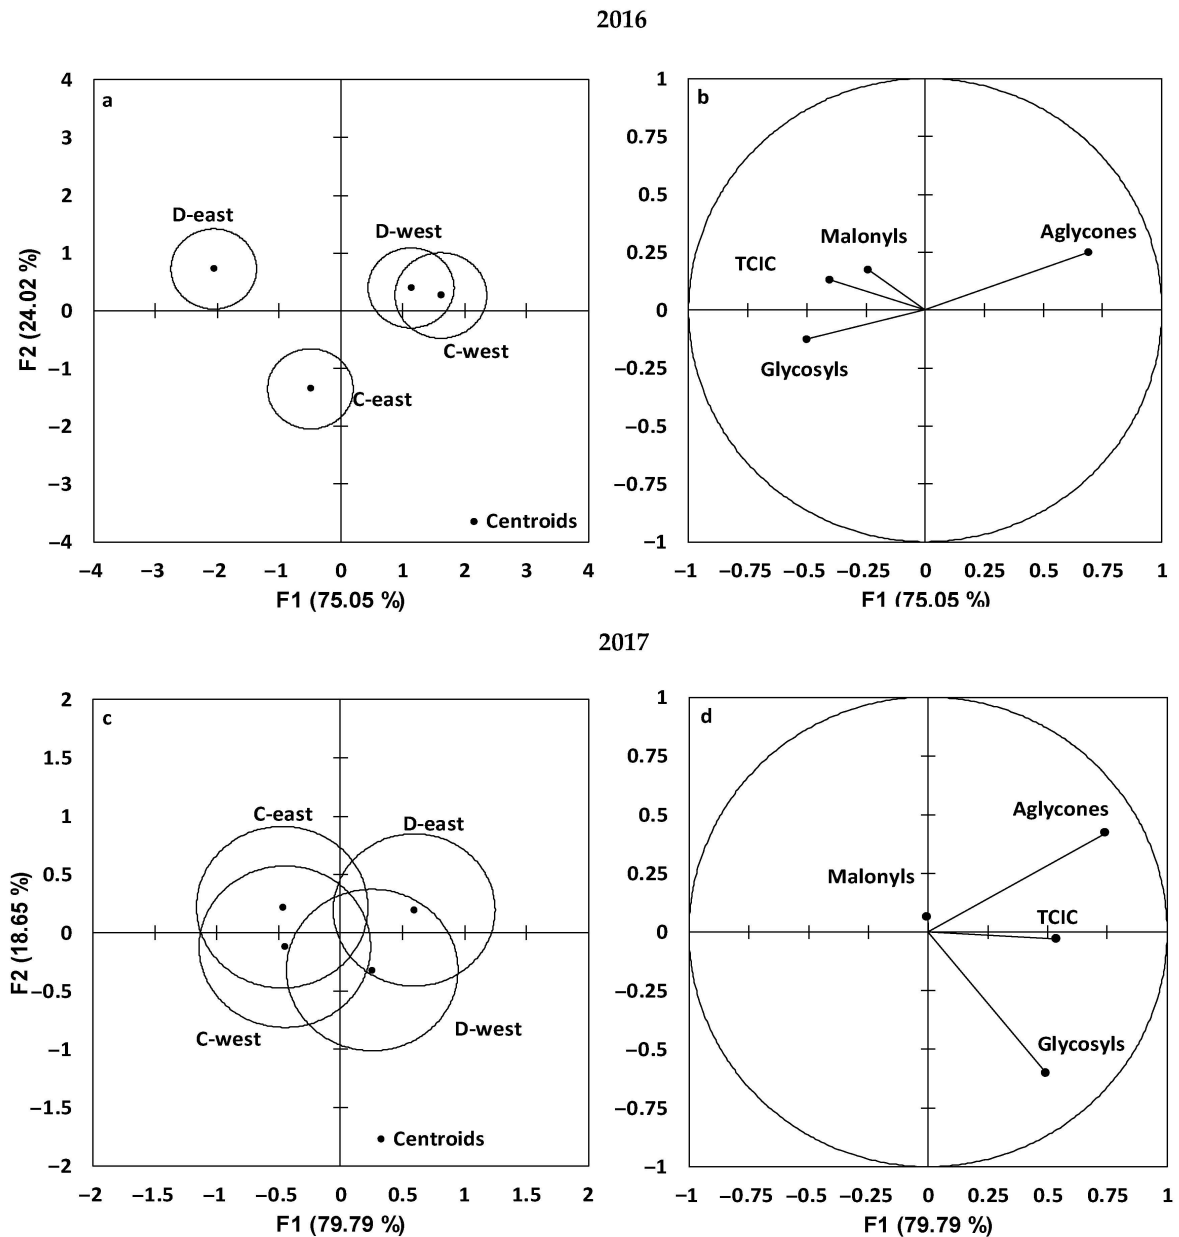 2016
a
4
3
2
1
0
−1
−2
−3
−4
F2 (24.02 %)
D-east
D-west
C-west
C-east
Centroids
−4 −3 −2 −1 0 1 2 3 4
F1 (75.05 %)
b
1
0.75
0.5
0.25
0
−0.25
−0.5
−0.75
−1
Aglycones
Malonyls
TCIC
Glycosyls
−1 −0.75 −0.5 −0.25 0 0.25 0.5 0.75 1
F1 (75.05 %)
2017
c
2
1.5
1
0.5
0
−0.5
−1
−1.5
−2
F2 (18.65 %)
C-east
D-east
C-west
D-west
Centroids
−2 −1.5 −1 −0.5 0 0.5 1 1.5 2
F1 (79.79 %)
d
1
0.75
0.5
0.25
0
−0.25
−0.5
−0.75
−1
Aglycones
Malonyls
TCIC
Glycosyls
−1 −0.75 −0.5 −0.25 0 0.25 0.5 0.75 1
F1 (79.79 %)